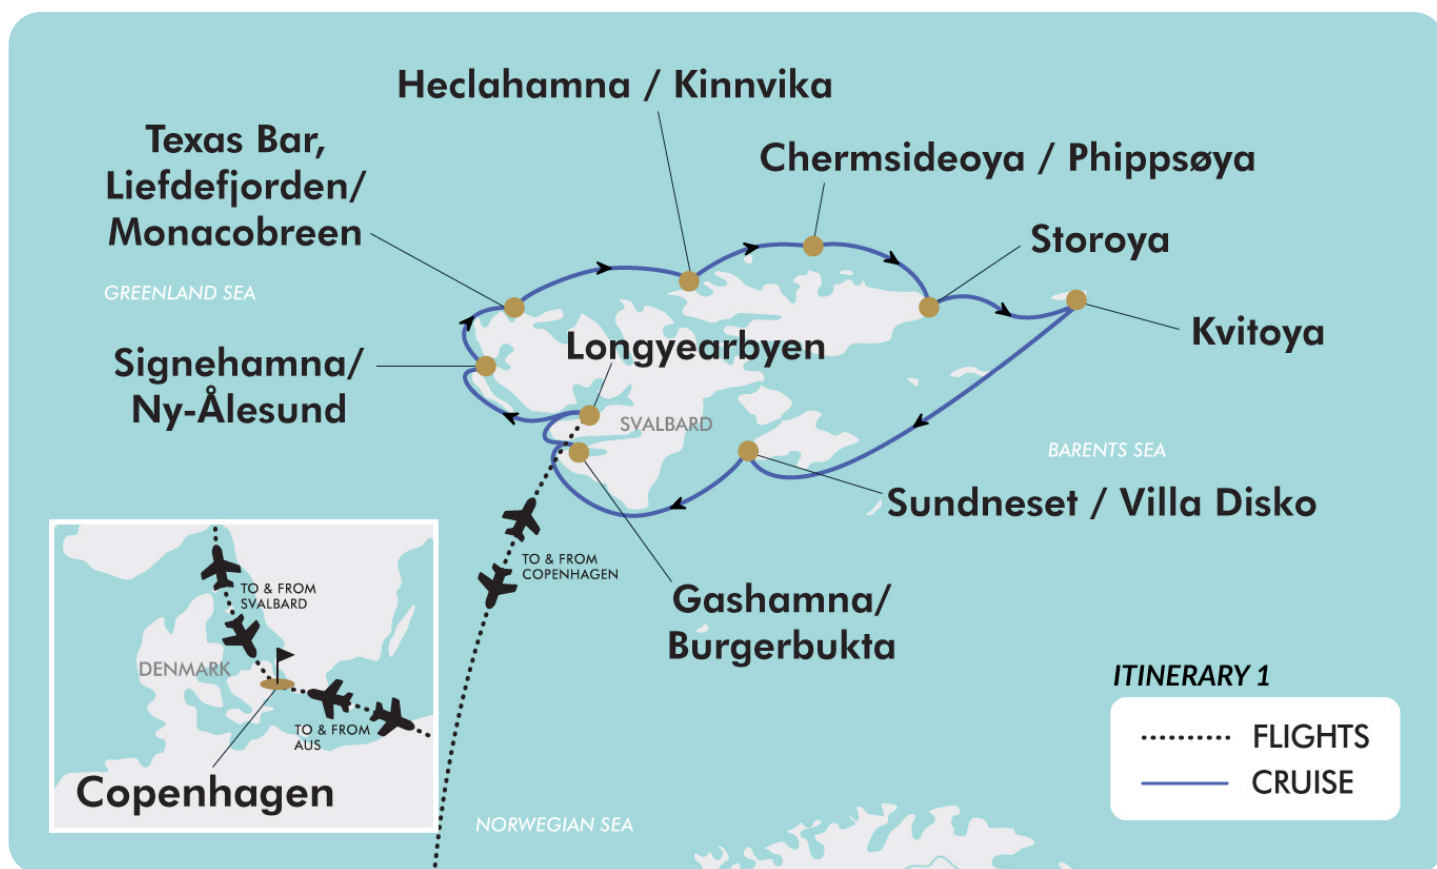 Heclahamna / Kinnvika
Texas Bar,
Liefdefjorden/
Monacobreen
Chermsideoya / Phippsøya
Storoya
GREENLAND SEA
Kvitoya
Longyearbyen
Signehamna/
Ny-Ålesund
SVALBARD
BARENTS SEA
Sundneset / Villa Disko
TO & FROM
COPENHAGEN
Gashamna/
Burgerbukta
TO & FROM
SVALBARD
DENMARK
TO & FROM
AUS
Copenhagen
NORWEGIAN SEA
ITINERARY 1
FLIGHTS
CRUISE